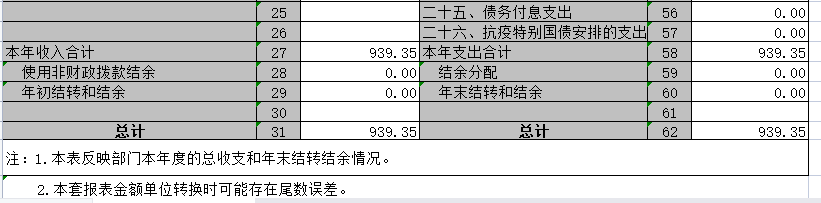 25 二十五、债务付息支出 56 0.00
26 二十六、抗疫特别国债安排的支出 57 0.00
本年收入合计 27 939.35 本年支出合计 58 939.35
使用非财政拨款结余 28 0.00 结余分配 59 0.00
年初结转和结余 29 0.00 年末结转和结余 60 0.00
30 61
总计 31 939.35 总计 62 939.35
注：1.本表反映部门本年度的总收支和年末结转结余情况。
2.本套报表金额单位转换时可能存在尾数误差。